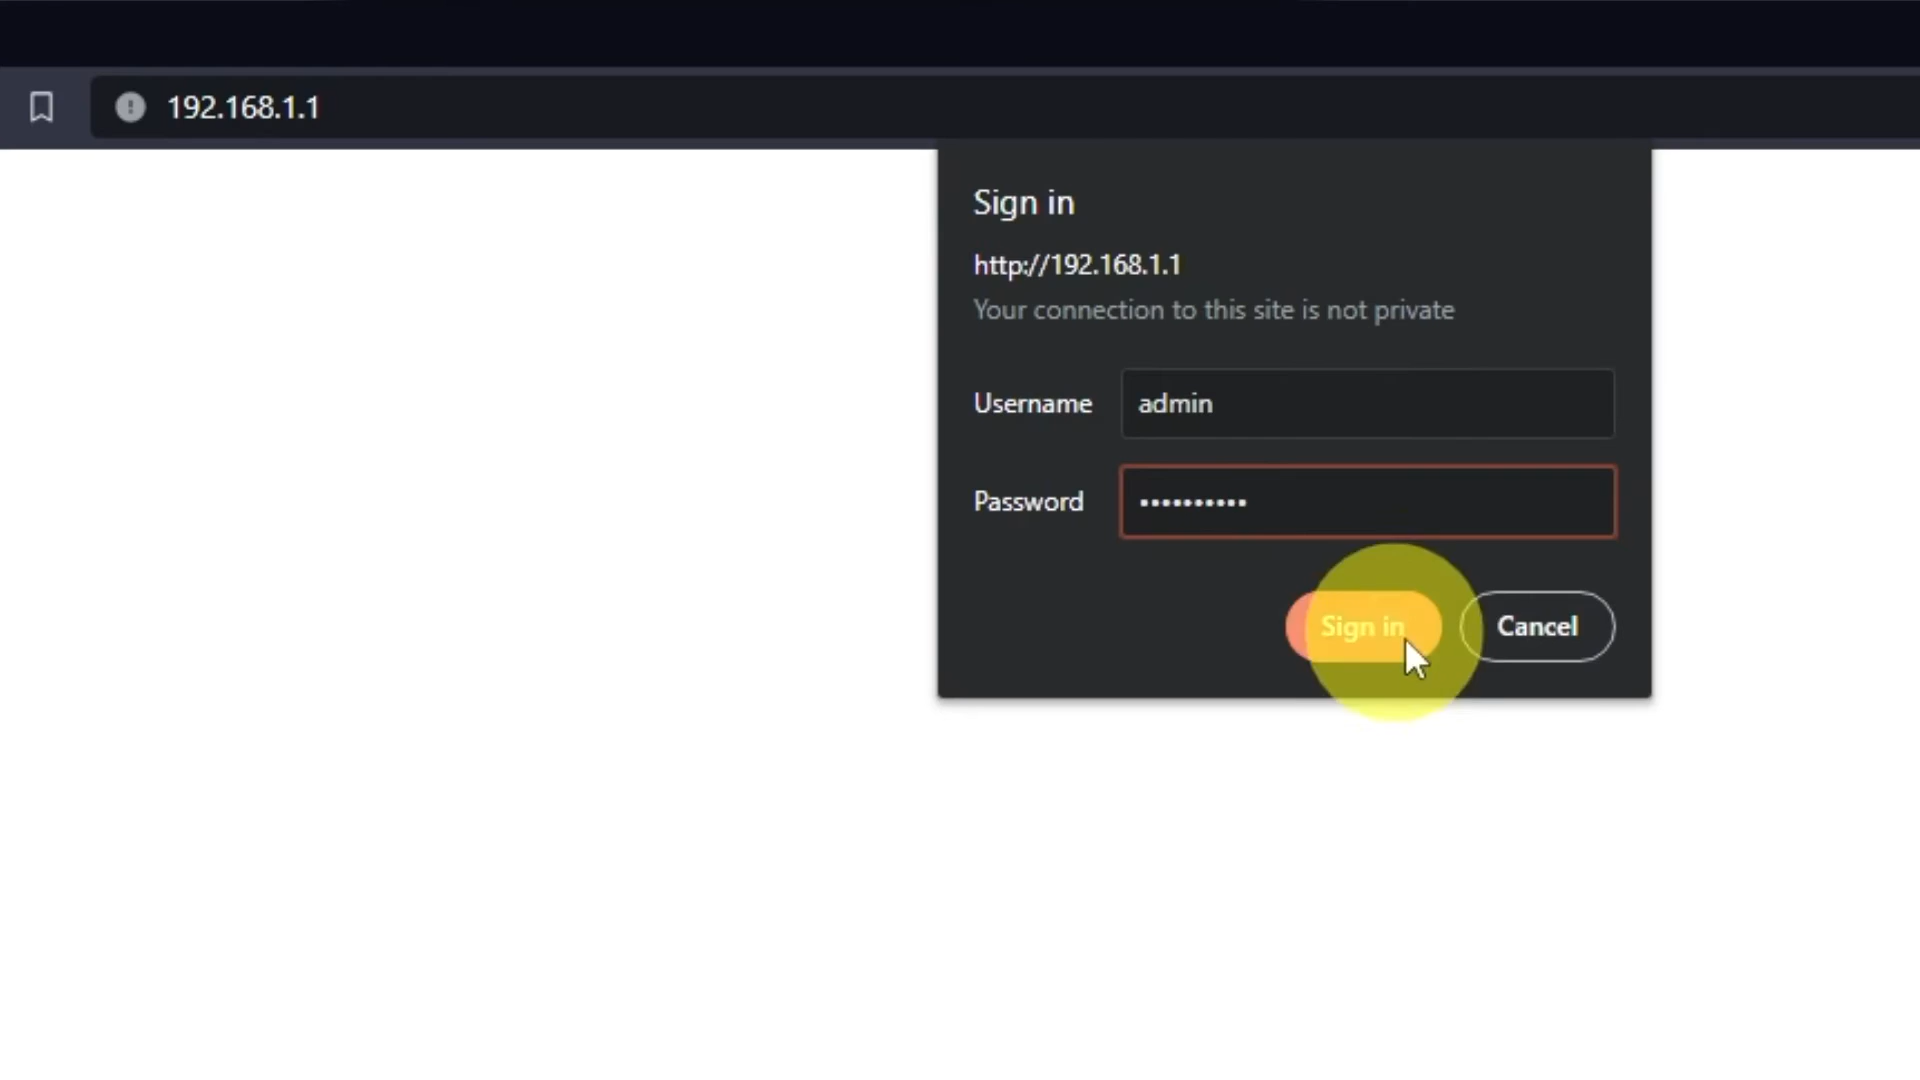 192.168.1.1
Sign in
http://192.168.1.1
Your connection to this site is not private
Username admin
Password ••••••••••
Sign in Cancel